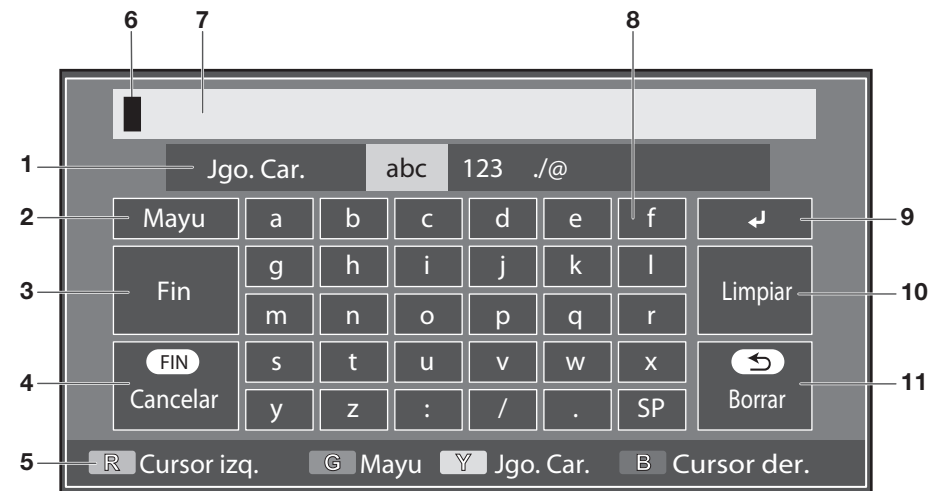 6 7 8
1 Jgo. Car. abc 123 ./@
2 Mayu a b c d e f ↲ 9
g h i j k l
3 Fin Limpiar 10
m n o p q r
FIN s t u v w x
4 Cancelar Borrar 11
y z : / . SP
5 R Cursor izq. G Mayu Y Jgo. Car. B Cursor der.